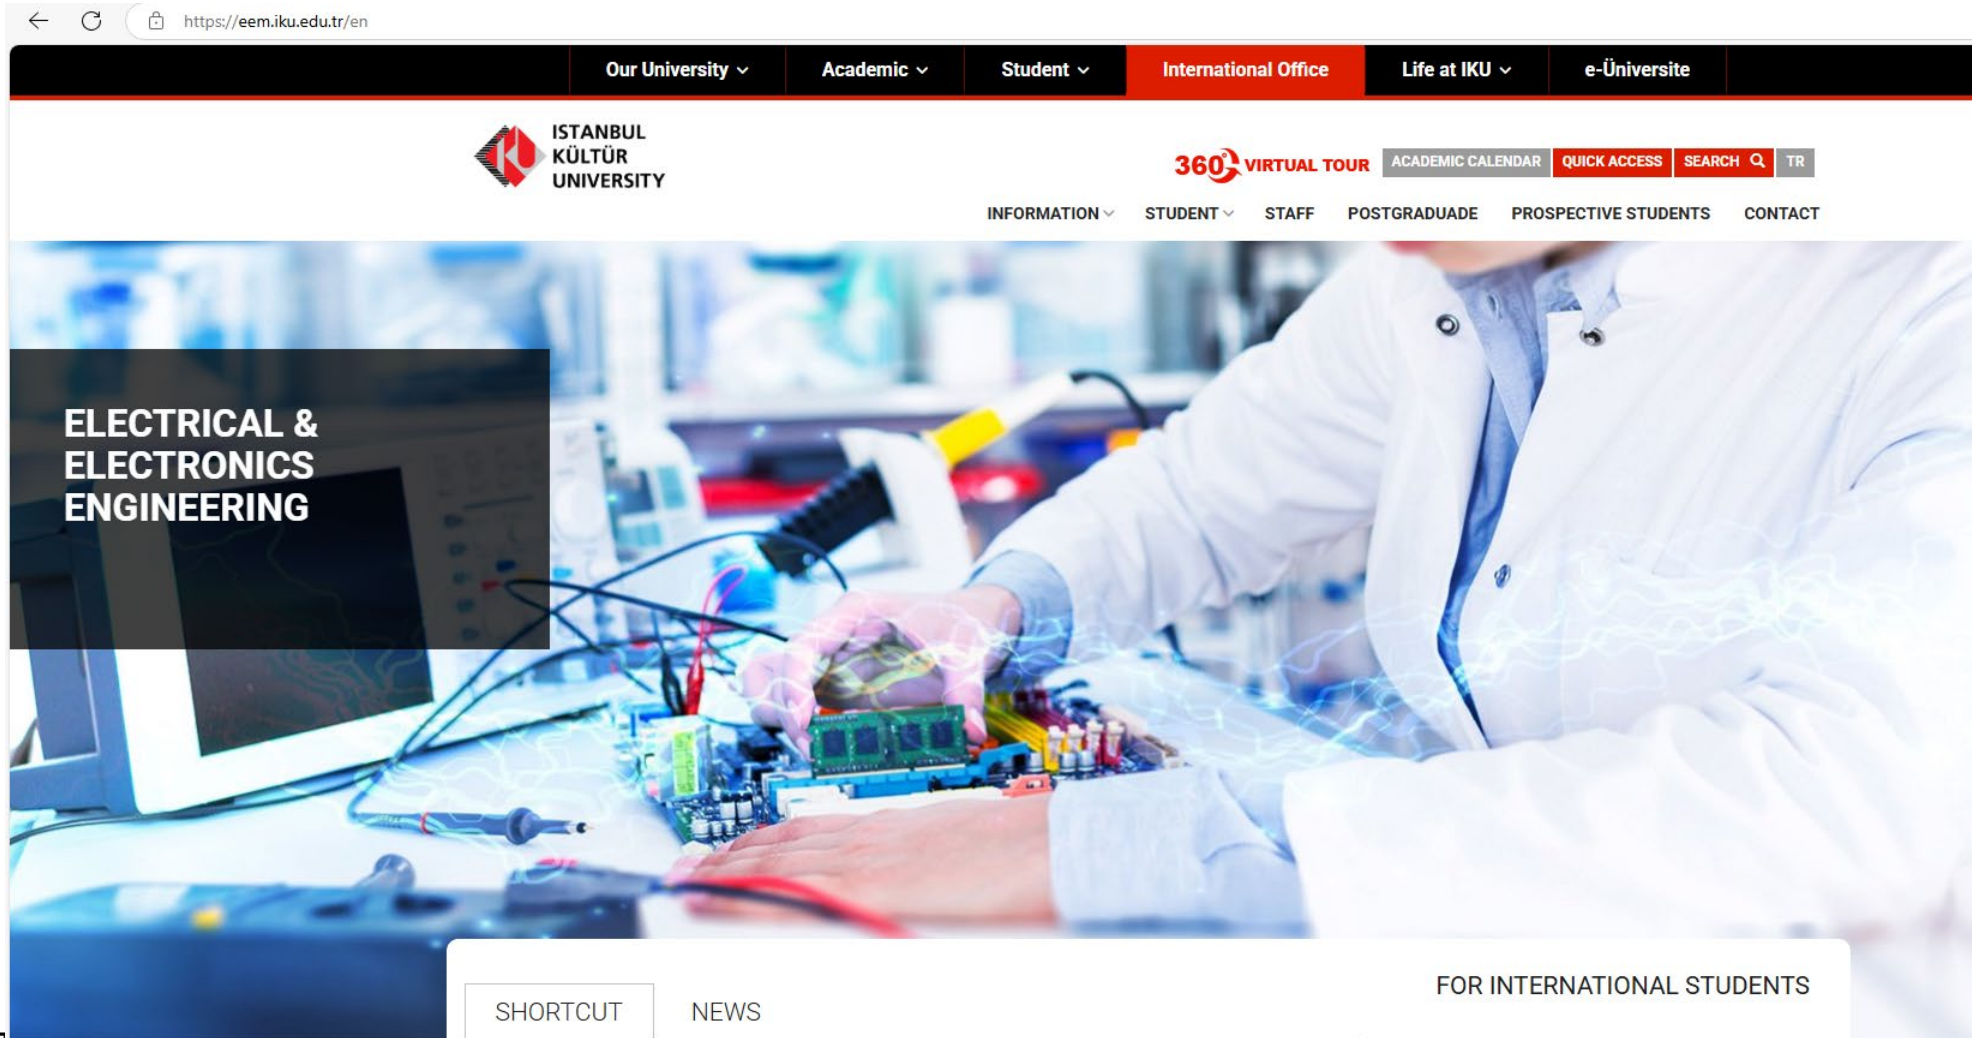 https://eem.iku.edu.tr/en
Our University Academic Student International Office Life at IKU e-Üniversite
ISTANBUL
KÜLTÜR
UNIVERSITY
360° VIRTUAL TOUR ACADEMIC CALENDAR QUICK ACCESS SEARCH TR
INFORMATION STUDENT STAFF POSTGRADUADE PROSPECTIVE STUDENTS CONTACT
ELECTRICAL &
ELECTRONICS
ENGINEERING
FOR INTERNATIONAL STUDENTS
SHORTCUT NEWS